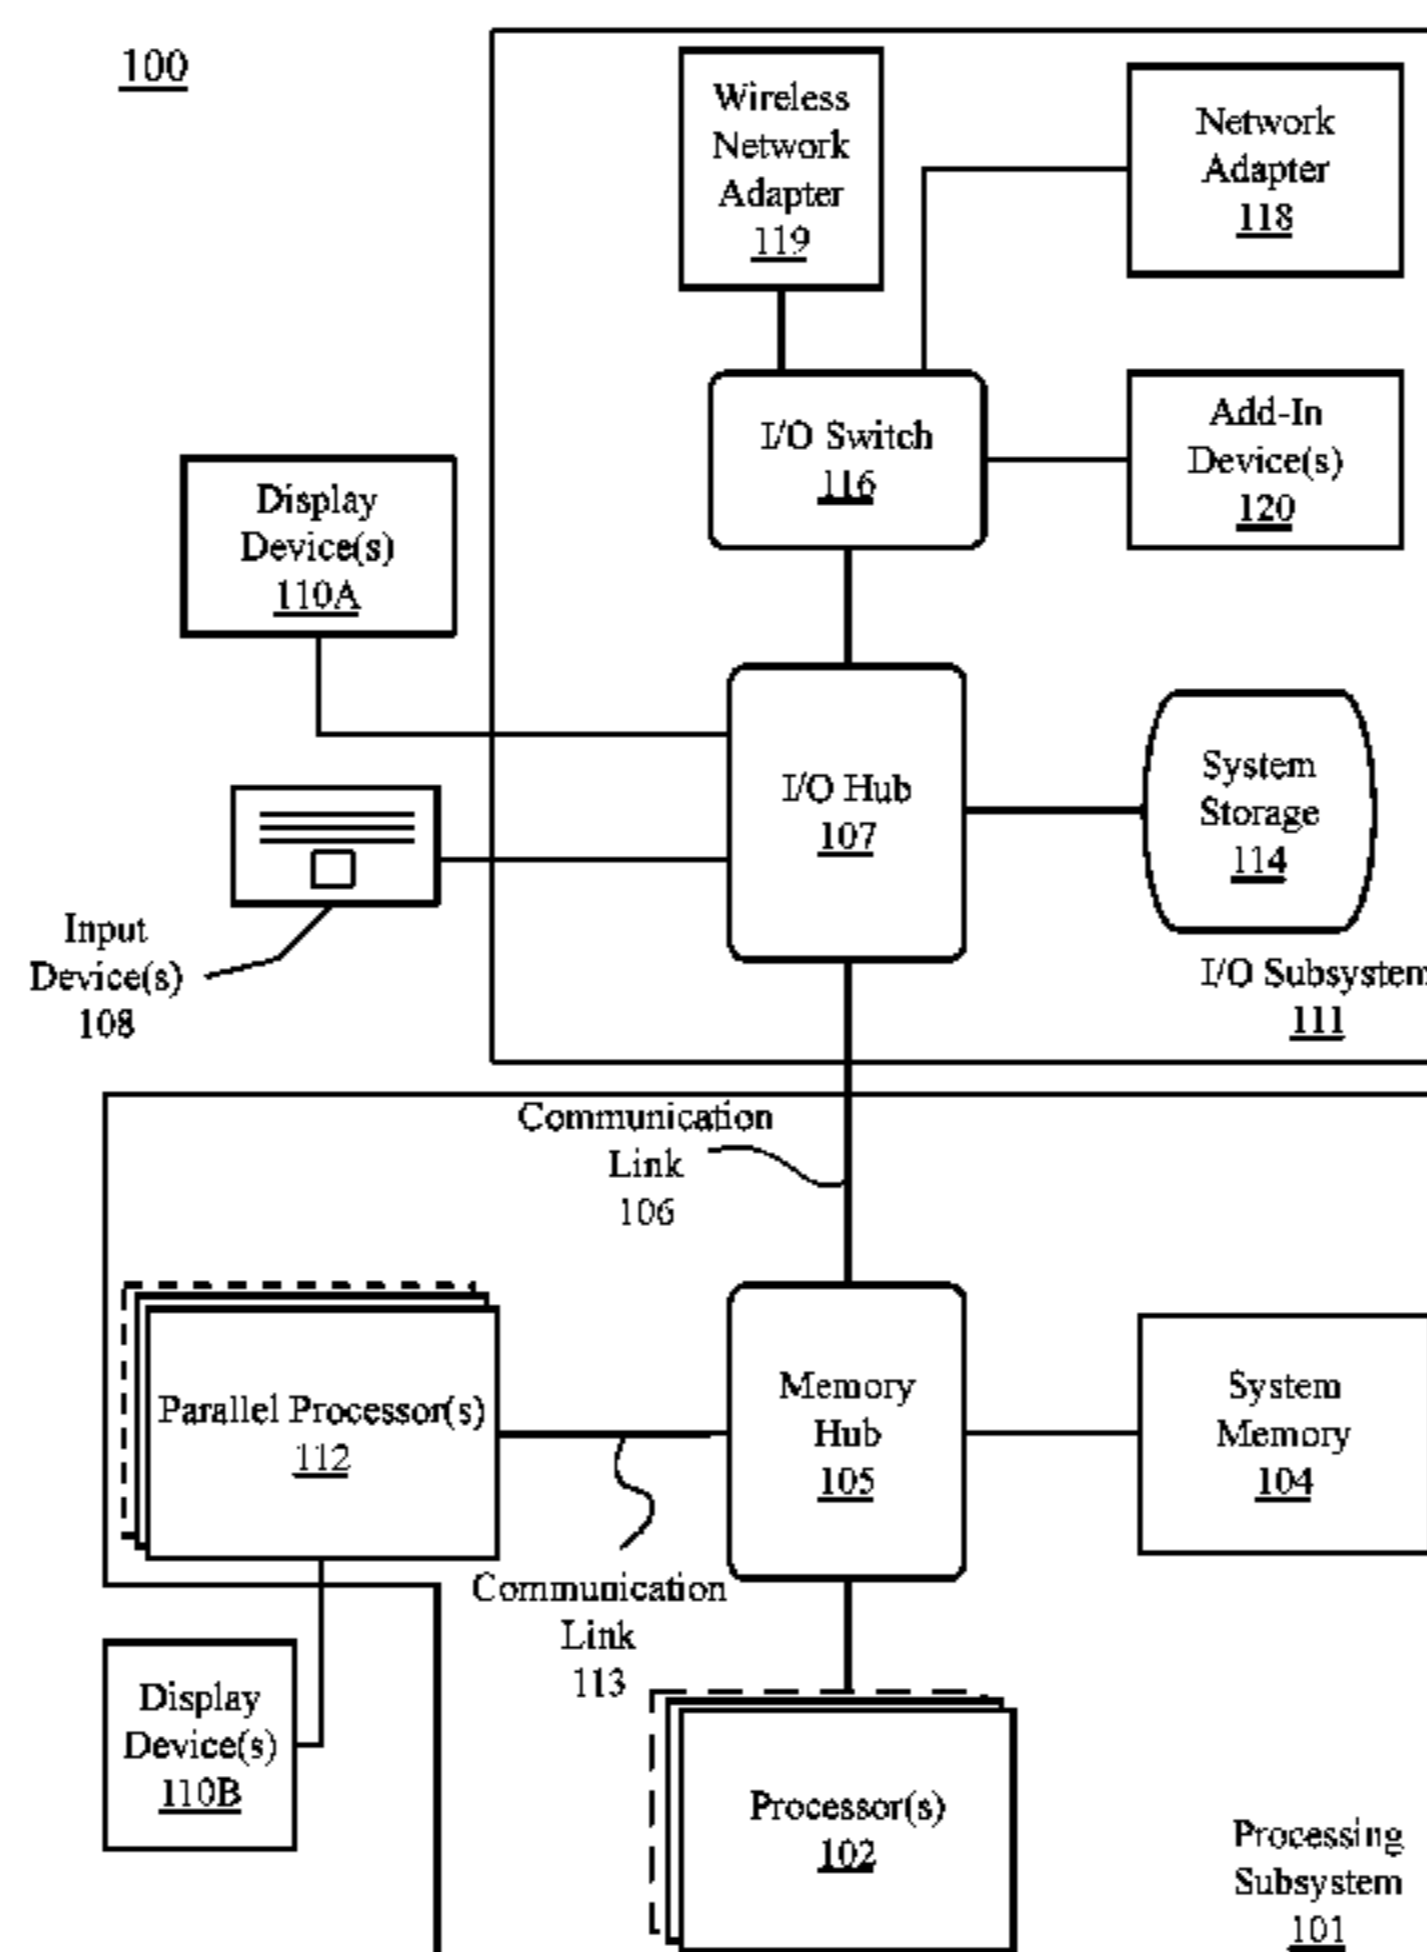 100
Wireless
Network
Adapter
119
Network
Adapter
118
I/O Switch
116
Add-In
Device(s)
120
Display
Device(s)
110A
I/O Hub
107
System
Storage
114
Input
Device(s)
108
I/O Subsystem
111
Communication
Link
106
Parallel Processor(s)
112
Memory
Hub
105
System
Memory
104
Communication
Link
113
Display
Device(s)
110B
Processor(s)
102
Processing
Subsystem
101